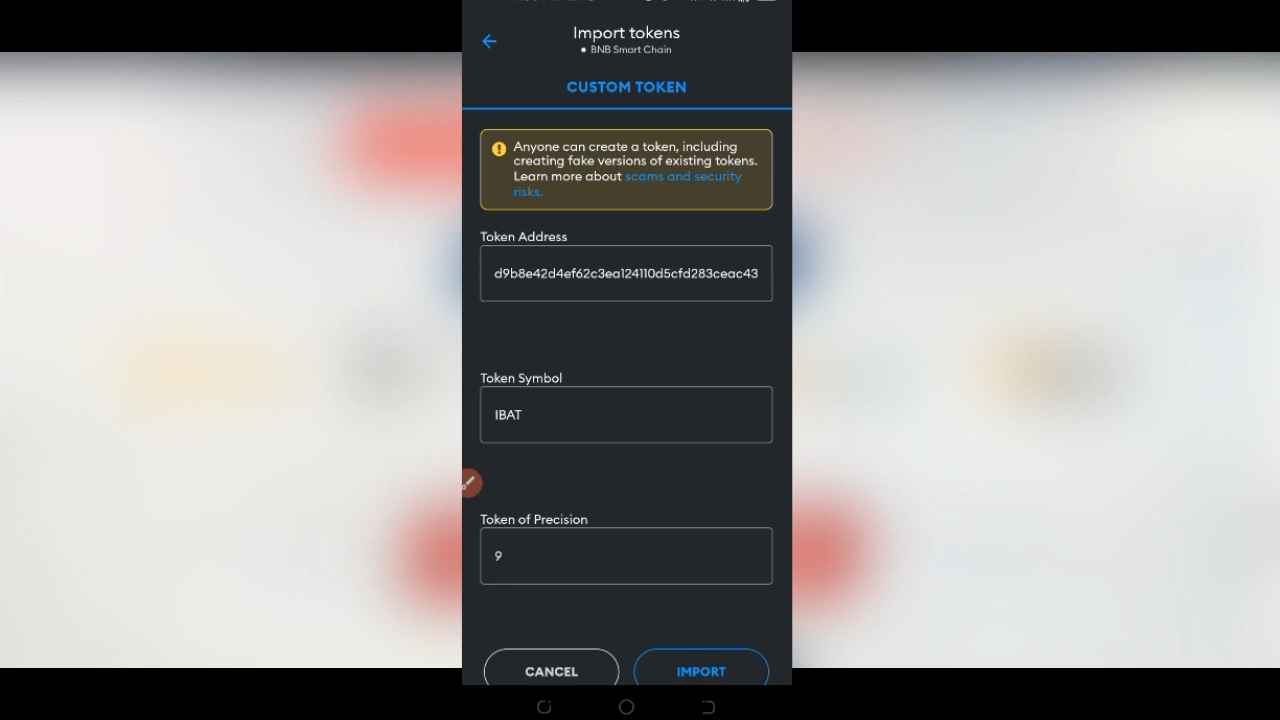 Import tokens
BNB Smart Chain
CUSTOM TOKEN
Anyone can create a token, including
creating fake versions of existing tokens.
Learn more about scams and security
risks.
Token Address
d9b8e42d4ef62c3ea124110d5cfd283ceac43
Token Symbol
IBAT
Token of Precision
9
CANCEL
IMPORT